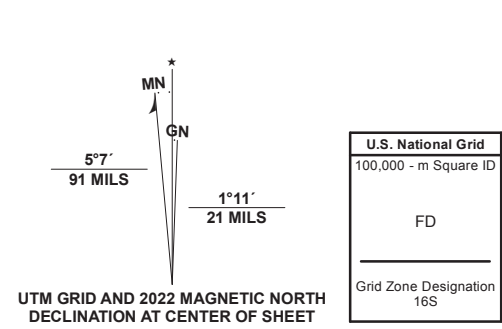 ★
MN
GN
5°7´
91 MILS
1°11´
21 MILS
UTM GRID AND 2022 MAGNETIC NORTH
DECLINATION AT CENTER OF SHEET
U.S. National Grid
100,000 - m Square ID
FD
Grid Zone Designation
16S